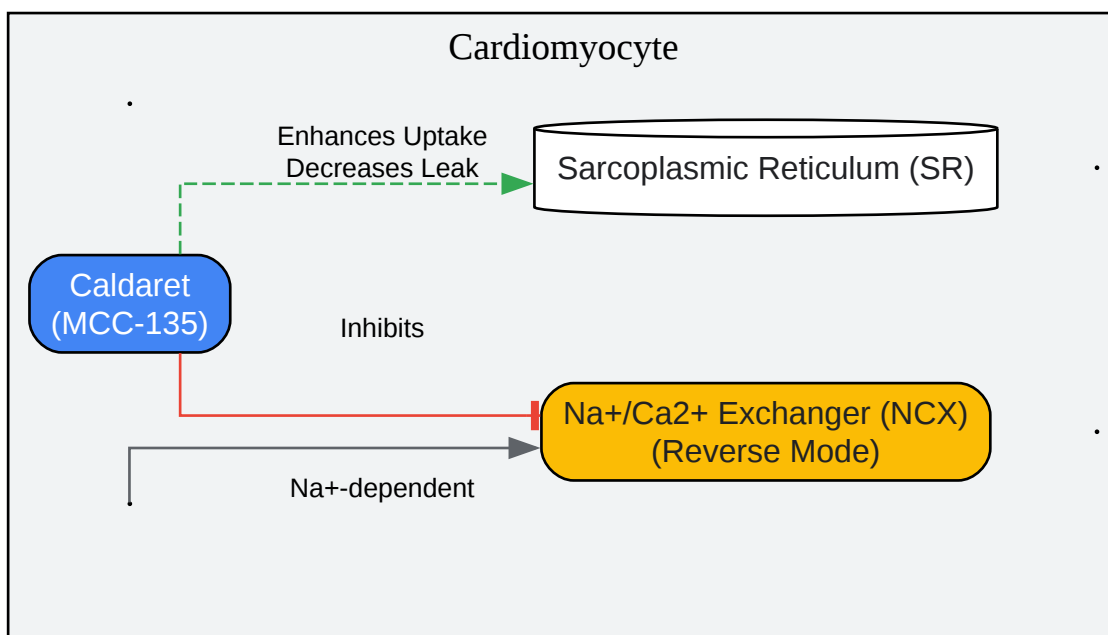 Cardiomyocyte
Enhances Uptake
Decreases Leak
Sarcoplasmic Reticulum (SR)
Caldaret
(MCC-135)
Inhibits
Na+/Ca2+ Exchanger (NCX)
(Reverse Mode)
Na+-dependent